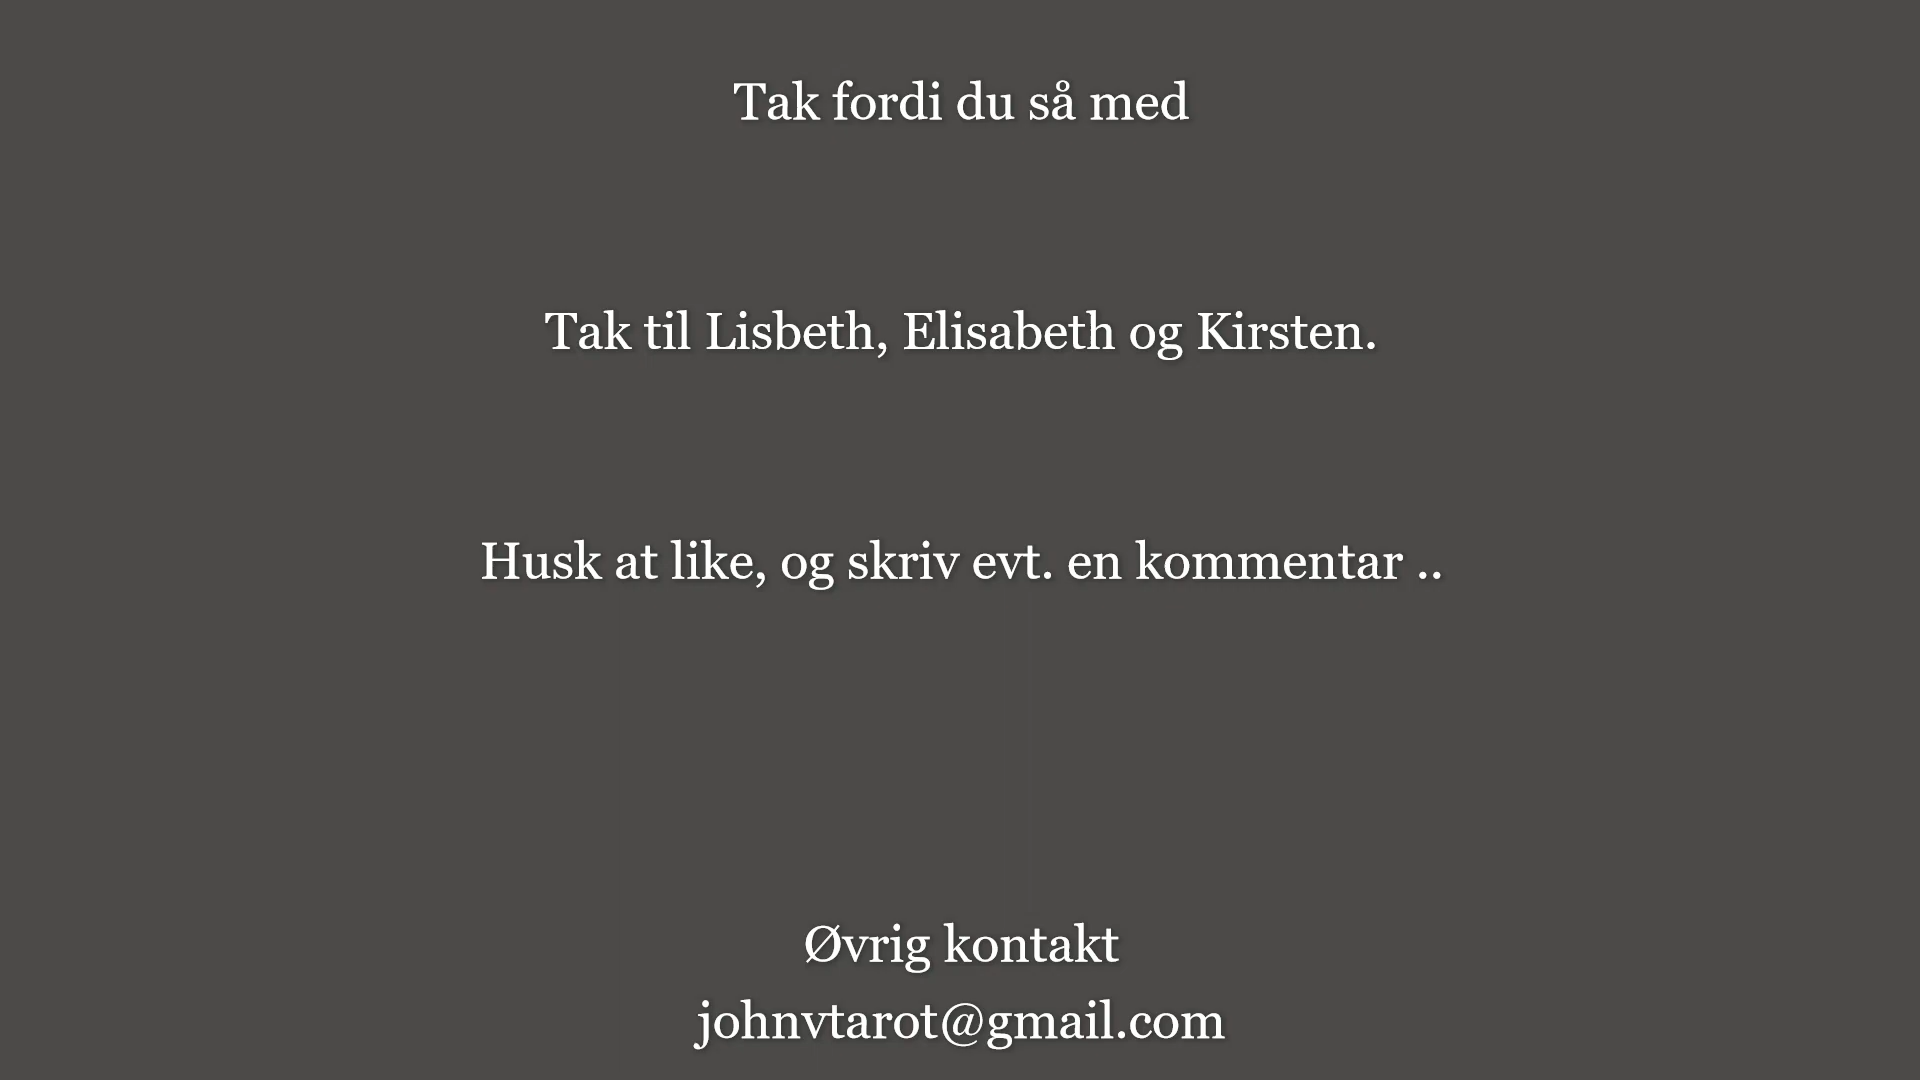 Tak fordi du så med
Tak til Lisbeth, Elisabeth og Kirsten.
Husk at like, og skriv evt. en kommentar ..
Øvrig kontakt
johnvtarot@gmail.com